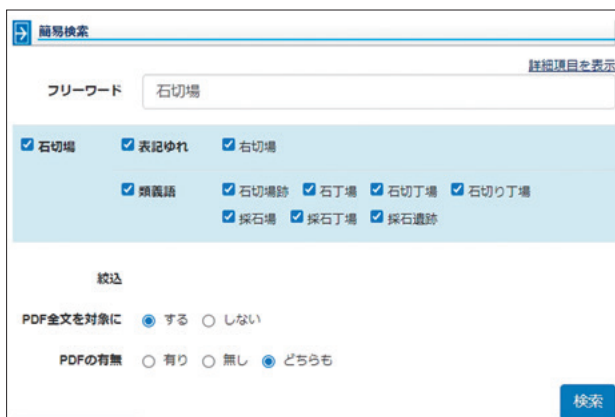 簡易検索
詳細項目を表示
フリーワード 石切場
石切場 表記ゆれ 右切場
類義語 石切場跡 石丁場 石切丁場 石切り丁場
採石場 採石丁場 採石遺跡
絞込
PDF全文を対象に する しない
PDFの有無 有り 無し どちらも
検索